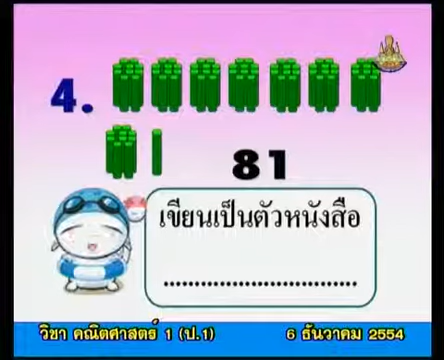 4.
81
เขียนเป็นตัวหนังสือ
........................................
วิชา คณิตศาสตร์ 1 (ป.1)
6 ธันวาคม 2554